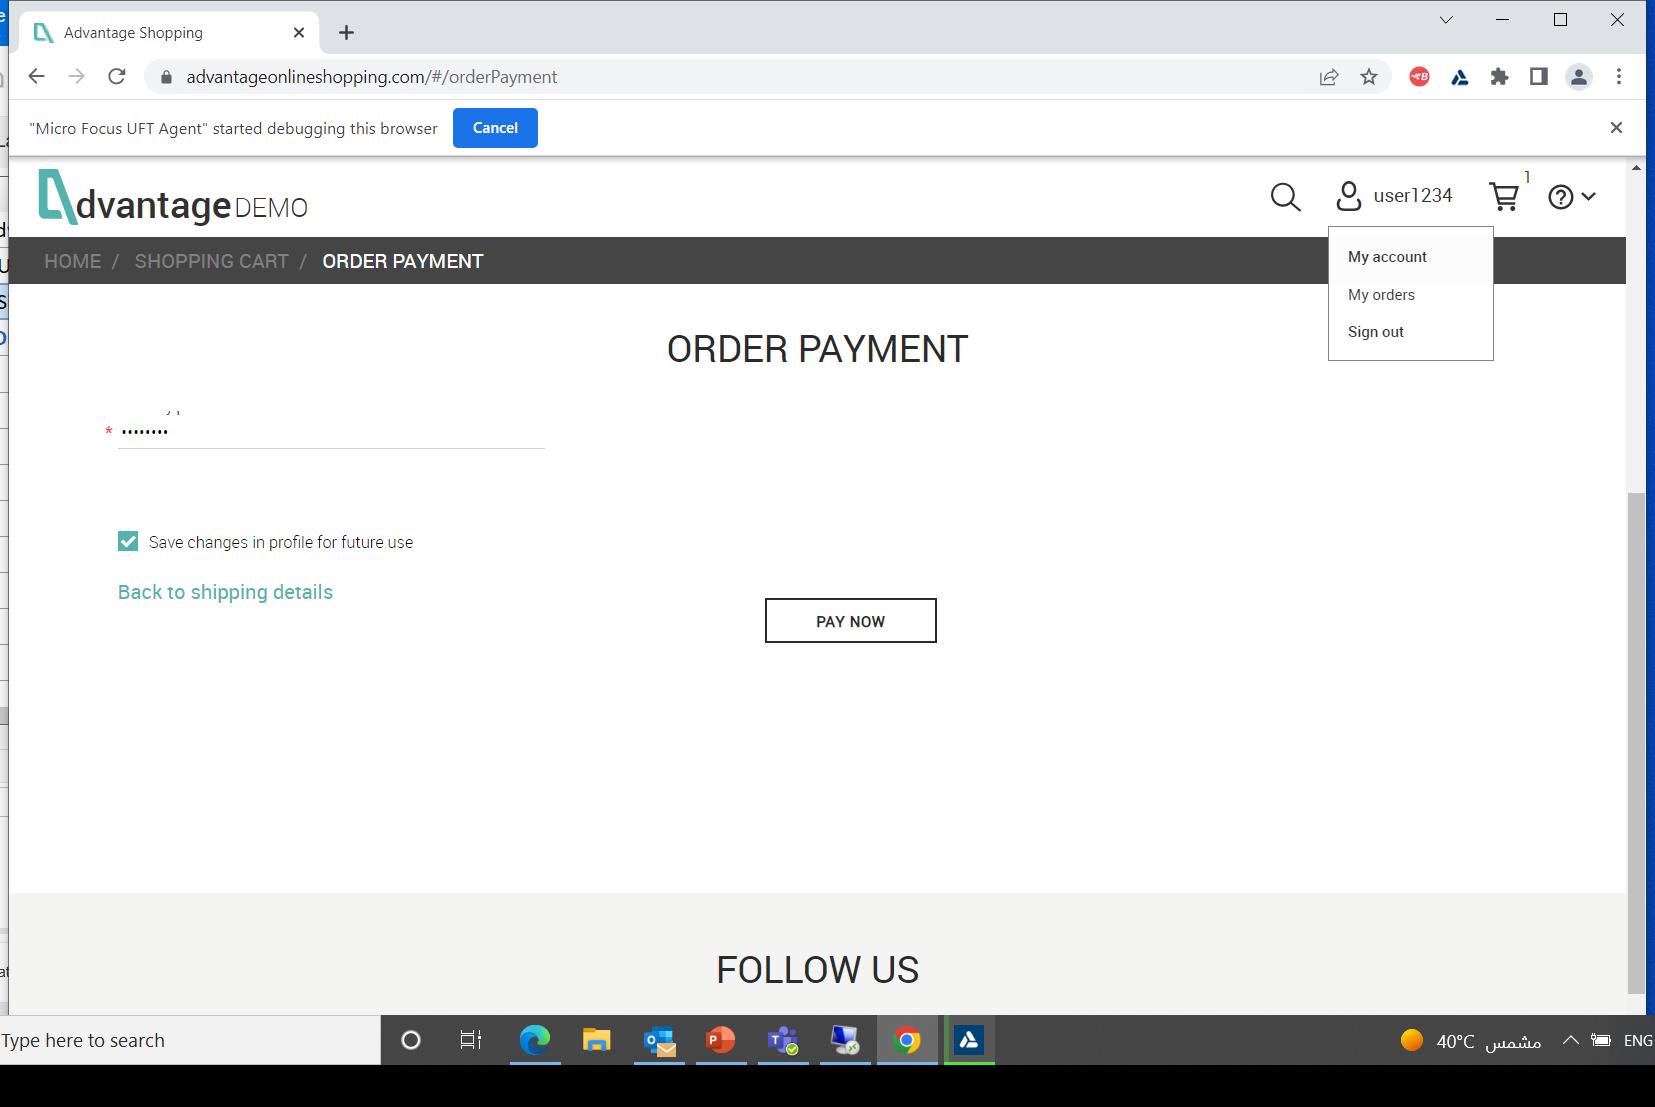 Advantage Shopping
advantageonlineshopping.com/#/orderPayment
"Micro Focus UFT Agent" started debugging this browser
Cancel
dvantage DEMO
user1234
1
HOME / SHOPPING CART / ORDER PAYMENT
My account
My orders
Sign out
ORDER PAYMENT
* ••••••••
Save changes in profile for future use
Back to shipping details
PAY NOW
FOLLOW US
Type here to search
40°C مشمس
ENG